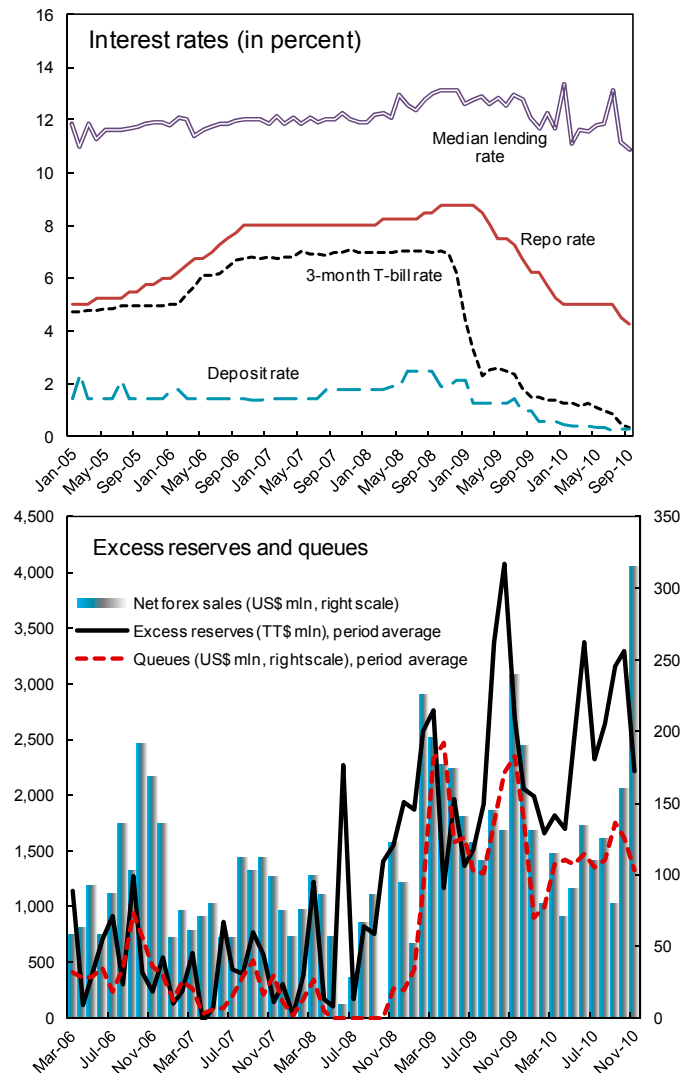 16
14
12
10
8
6
4
2
0
Interest rates (in percent)
Median lending
rate
Repo rate
3-month T-bill rate
Deposit rate
Jan-05
May-05
Sep-05
Jan-06
May-06
Sep-06
Jan-07
May-07
Sep-07
Jan-08
May-08
Sep-08
Jan-09
May-09
Sep-09
Jan-10
May-10
Sep-10
4,500
4,000
3,500
3,000
2,500
2,000
1,500
1,000
500
0
Excess reserves and queues
Net forex sales (US$ mln, right scale)
Excess reserves (TT$ mln), period average
Queues (US$ mln, right scale), period average
350
300
250
200
150
100
50
0
Mar-06
Jul-06
Nov-06
Mar-07
Jul-07
Nov-07
Mar-08
Jul-08
Nov-08
Mar-09
Jul-09
Nov-09
Mar-10
Jul-10
Nov-10